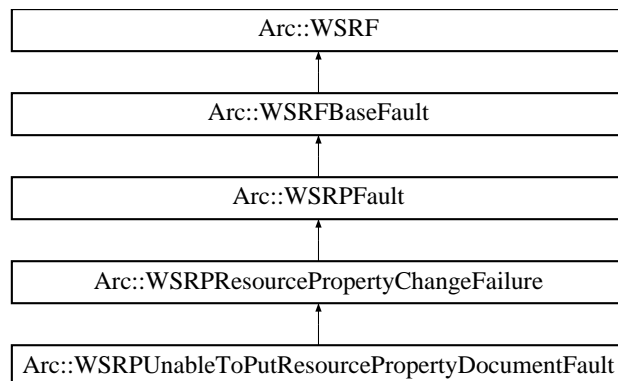 Arc::WSRF
Arc::WSRFBaseFault
Arc::WSRPFault
Arc::WSRPResourcePropertyChangeFailure
Arc::WSRPUnableToPutResourcePropertyDocumentFault